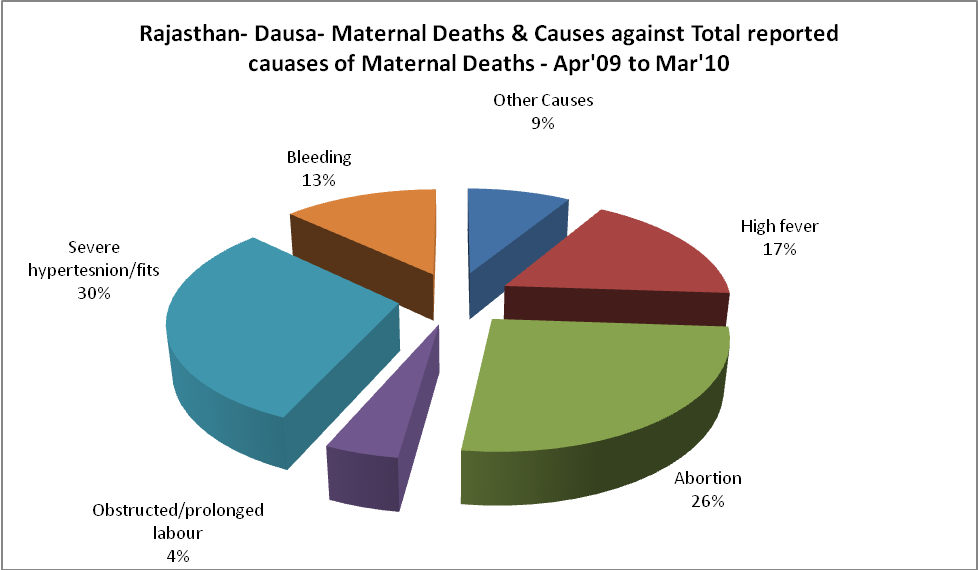 Rajasthan- Dausa- Maternal Deaths & Causes against Total reported
cauases of Maternal Deaths - Apr'09 to Mar'10
Other Causes
9%
High fever
17%
Abortion
26%
Obstructed/prolonged
labour
4%
Severe
hypertesnion/fits
30%
Bleeding
13%